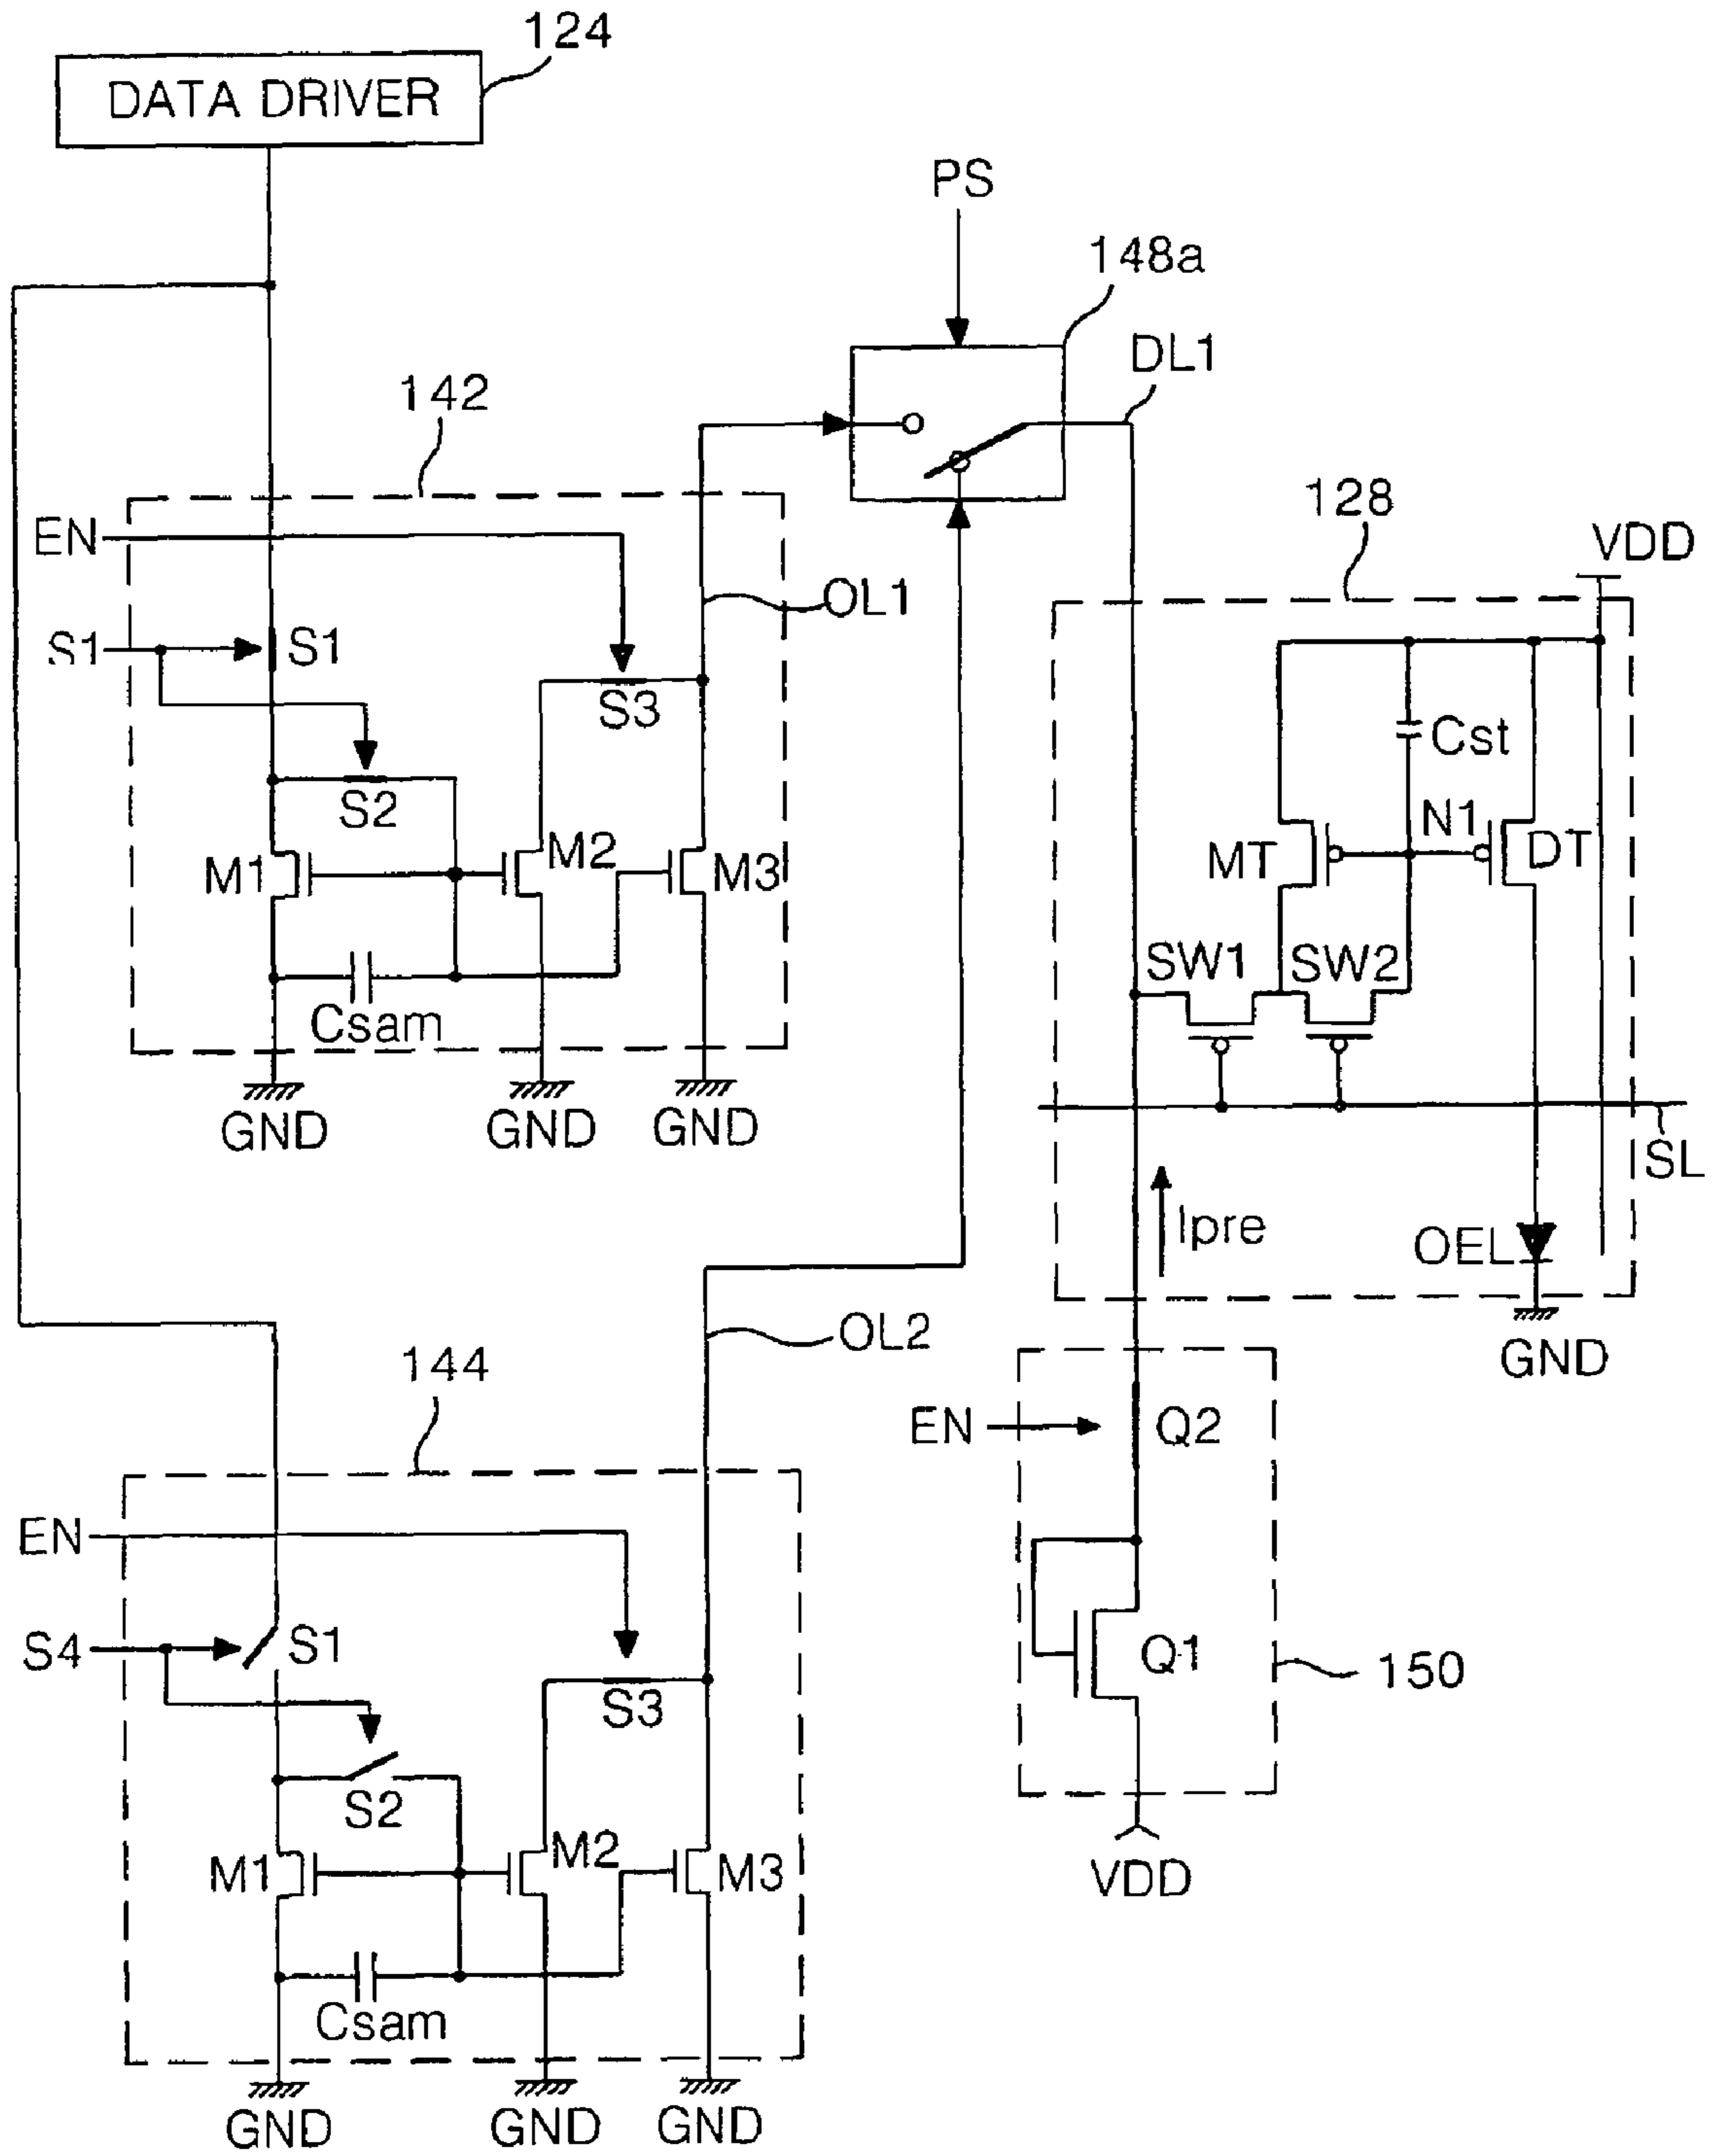 124
DATA DRIVER
PS
148a
DL1
142
128
VDD
EN
OL1
S1
S1
S3
Cst
S2
N1
M1
M2
M3
MT
DT
SW1
SW2
Csam
GND
GND
GND
SL
Ipre
OEL
OL2
GND
144
EN
Q2
EN
S4
S1
Q1
150
S3
S2
M1
M2
M3
VDD
Csam
GND
GND
GND